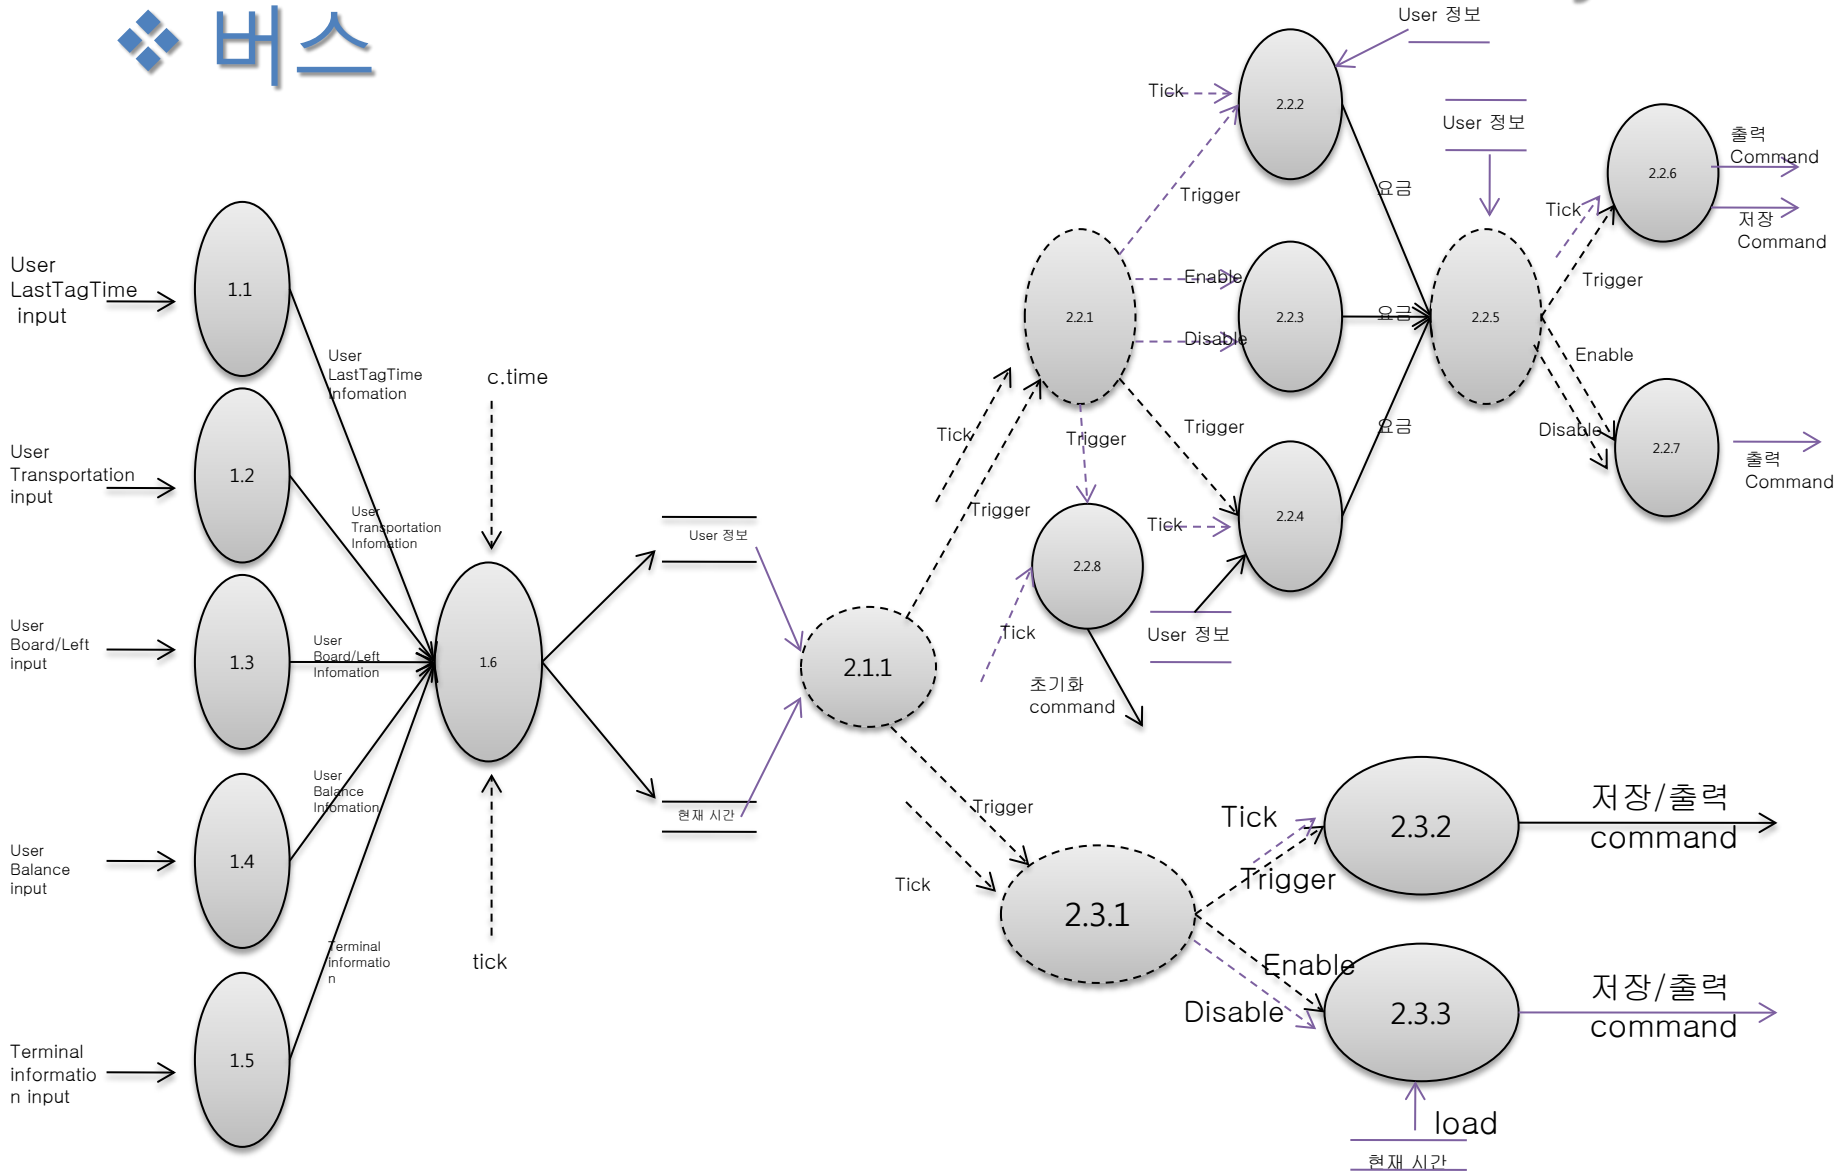 ❖ 버스
User
LastTagTime
input
1.1
User
LastTagTime
Infomation
User
Transportation
input
1.2
User
Transportation
Infomation
User
Board/Left
input
1.3
User
Board/Left
Infomation
User
Balance
input
1.4
User
Balance
Infomation
Terminal
informatio
n input
1.5
Terminal
informatio
n
c.time
1.6
tick
User 정보
현재 시간
2.1.1
Tick
Trigger
2.2.1
Tick
Trigger
User 정보
2.2.2
Enable
Disable
2.2.3
Trigger
Tick
2.2.4
User 정보
Trigger
Tick
2.2.8
초기화
command
요금
요금
요금
User 정보
2.2.5
Tick
Trigger
2.2.6
출력
Command
저장
Command
Enable
Disable
2.2.7
출력
Command
Trigger
Tick
2.3.1
Tick
Trigger
2.3.2
저장/출력
command
Enable
Disable
2.3.3
저장/출력
command
load
현재 시간